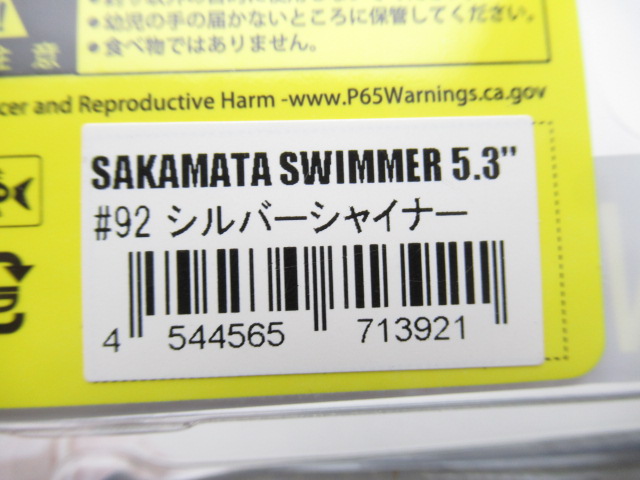 ●幼児の手の届かないところに保管してください。
●食べ物ではありません。
注意
cer and Reproductive Harm -www.P65Warnings.ca.gov
SAKAMATA SWIMMER 5.3"
#92 シルバーシャイナー
4 544565 713921